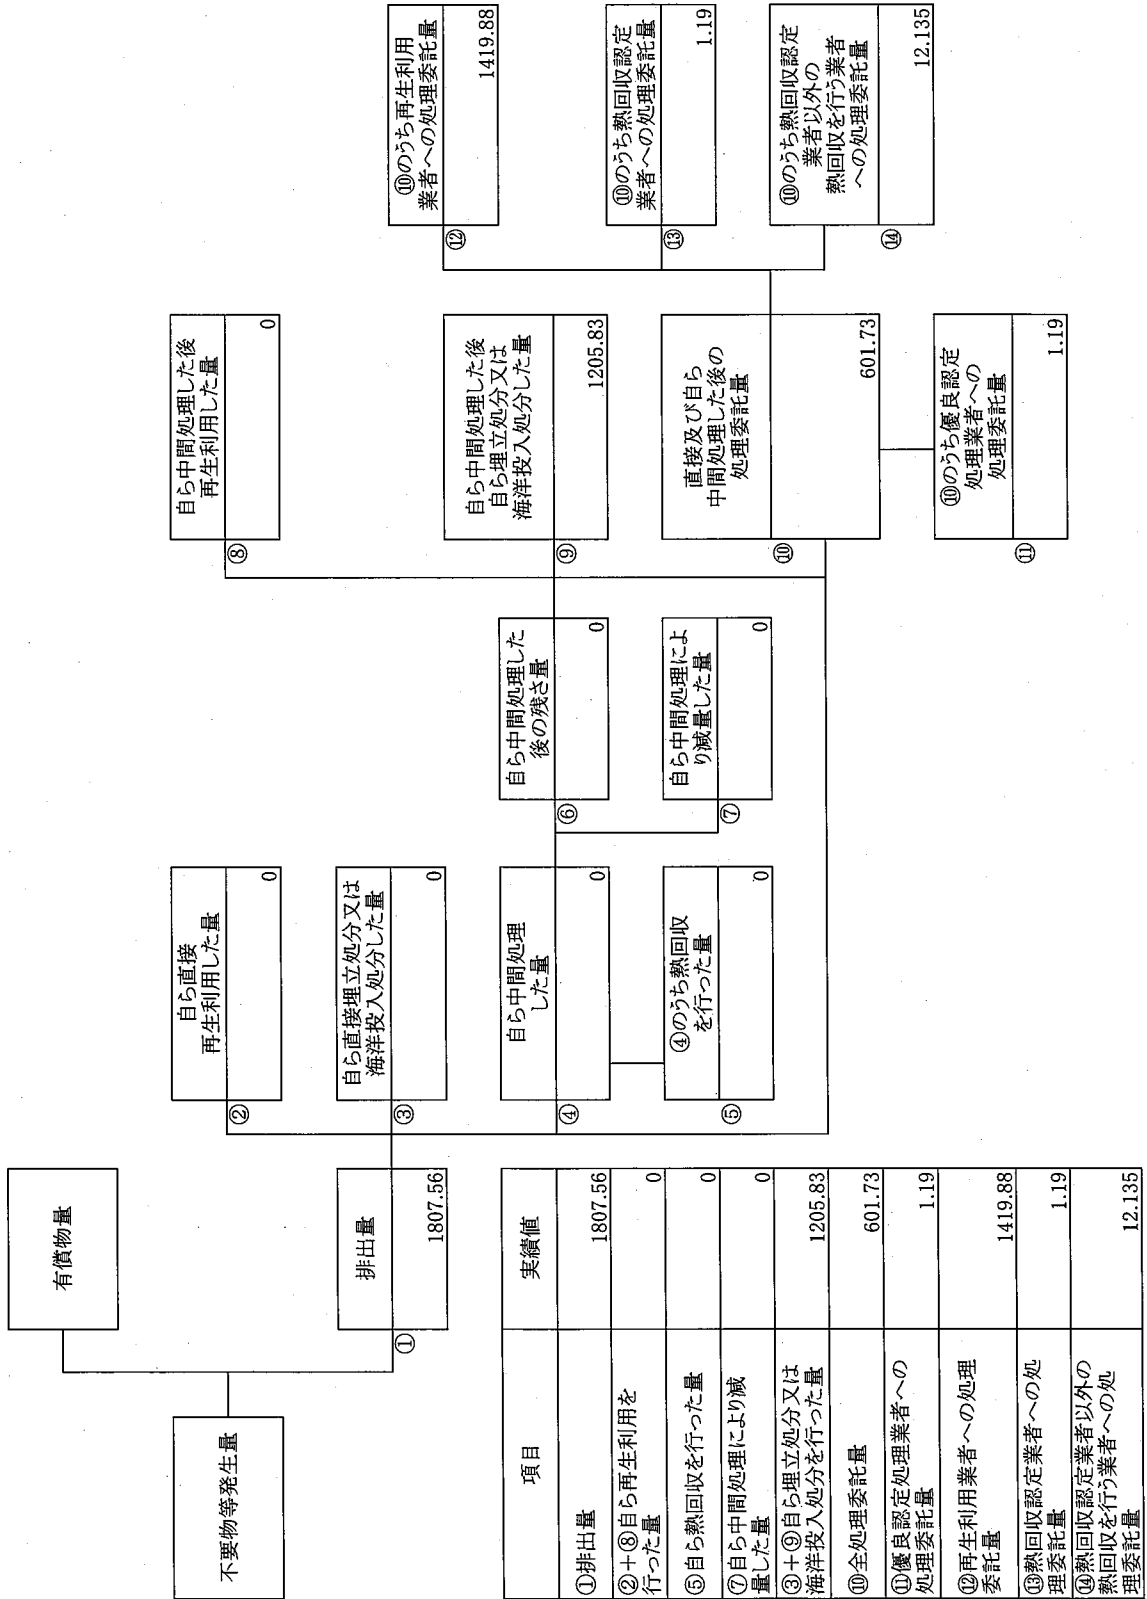 不要物等発生量
有償物量
排出量
①
1807.56
自ら直接
再生利用した量
②
0
自ら直接埋立処分又は
海洋投入処分した量
③
0
自ら中間処理
した量
④
0
④のうち熱回収
を行った量
⑤
0
自ら中間処理した
後の残さ量
⑥
0
自ら中間処理によ
り減量した量
⑦
0
自ら中間処理した後
再生利用した量
⑧
0
自ら中間処理した後
自ら埋立処分又は
海洋投入処分した量
⑨
1205.83
直接及び自ら
中間処理した後の
処理委託量
⑩
601.73
⑩のうち優良認定
処理業者への
処理委託量
⑪
1.19
⑩のうち再生利用
業者への処理委託量
⑫
1419.88
⑩のうち熱回収認定
業者への処理委託量
⑬
1.19
⑩のうち熱回収認定
業者以外の
熱回収を行う業者
への処理委託量
⑭
12.135
項目 実績値
①排出量 1807.56
②+⑧自ら再生利用を
行った量 0
⑤自ら熱回収を行った量 0
⑦自ら中間処理により減
量した量 0
③+⑨自ら埋立処分又は
海洋投入処分を行った量 1205.83
⑩全処理委託量 601.73
⑪優良認定処理業者への
処理委託量 1.19
⑫再生利用業者への処理
委託量 1419.88
⑬熱回収認定業者への処
理委託量 1.19
⑭熱回収認定業者以外の
熱回収を行う業者への処
理委託量 12.135